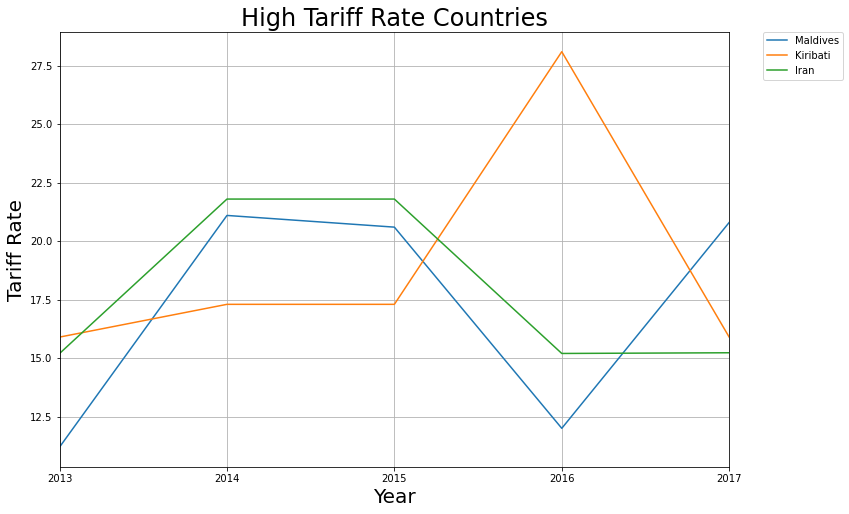 High Tariff Rate Countries
Maldives
Kiribati
Iran
27.5
25.0
22.5
20.0
17.5
15.0
12.5
Tariff Rate
2013 2014 2015 2016 2017
Year